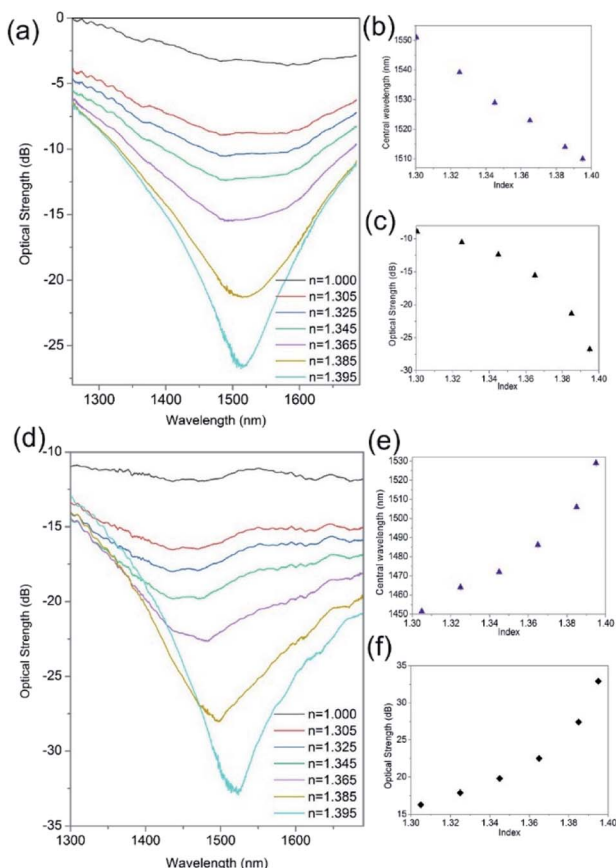 (a)
0
-5
-10
-15
-20
-25
Optical Strength (dB)
n=1.000
n=1.305
n=1.325
n=1.345
n=1.365
n=1.385
n=1.395
1300 1400 1500 1600
Wavelength (nm)
(b)
1550
1540
1530
1520
1510
Central wavelength (nm)
1.30 1.32 1.34 1.36 1.38 1.40
Index
(c)
-10
-15
-20
-25
-30
Optical Strength (dB)
1.30 1.32 1.34 1.36 1.38 1.40
Index
(d)
-10
-15
-20
-25
-30
-35
Optical Strength (dB)
n=1.000
n=1.305
n=1.325
n=1.345
n=1.365
n=1.385
n=1.395
1300 1400 1500 1600
Wavelength (nm)
(e)
1530
1520
1510
1500
1490
1480
1470
1460
1450
Central wavelength (nm)
1.30 1.32 1.34 1.36 1.38 1.40
Index
(f)
35
30
25
20
15
Optical Strength (dB)
1.30 1.32 1.34 1.36 1.38 1.40
Index